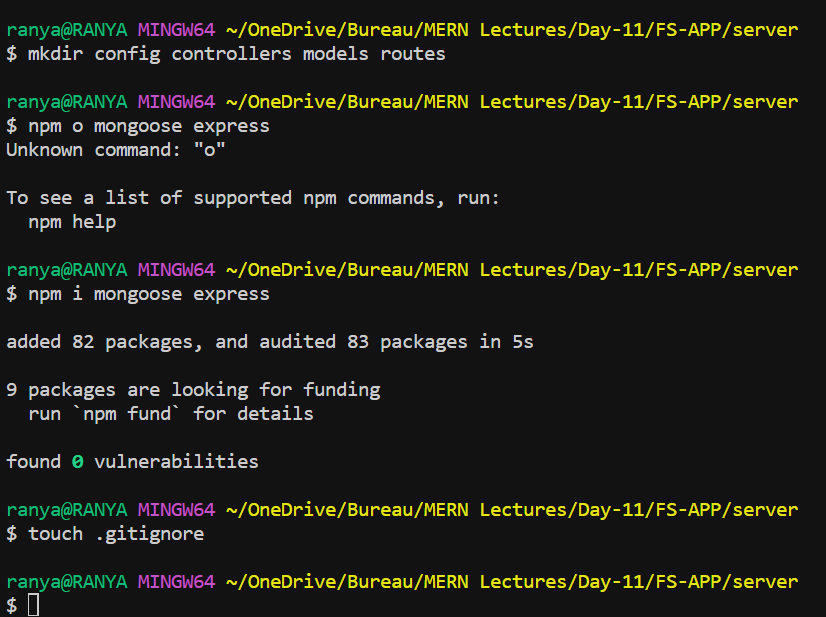 ranya@RANYA MINGW64 ~/OneDrive/Bureau/MERN Lectures/Day-11/FS-APP/server
$ mkdir config controllers models routes
ranya@RANYA MINGW64 ~/OneDrive/Bureau/MERN Lectures/Day-11/FS-APP/server
$ npm o mongoose express
Unknown command: "o"
To see a list of supported npm commands, run:
  npm help
ranya@RANYA MINGW64 ~/OneDrive/Bureau/MERN Lectures/Day-11/FS-APP/server
$ npm i mongoose express
added 82 packages, and audited 83 packages in 5s
9 packages are looking for funding
  run `npm fund` for details
found 0 vulnerabilities
ranya@RANYA MINGW64 ~/OneDrive/Bureau/MERN Lectures/Day-11/FS-APP/server
$ touch .gitignore
ranya@RANYA MINGW64 ~/OneDrive/Bureau/MERN Lectures/Day-11/FS-APP/server
$